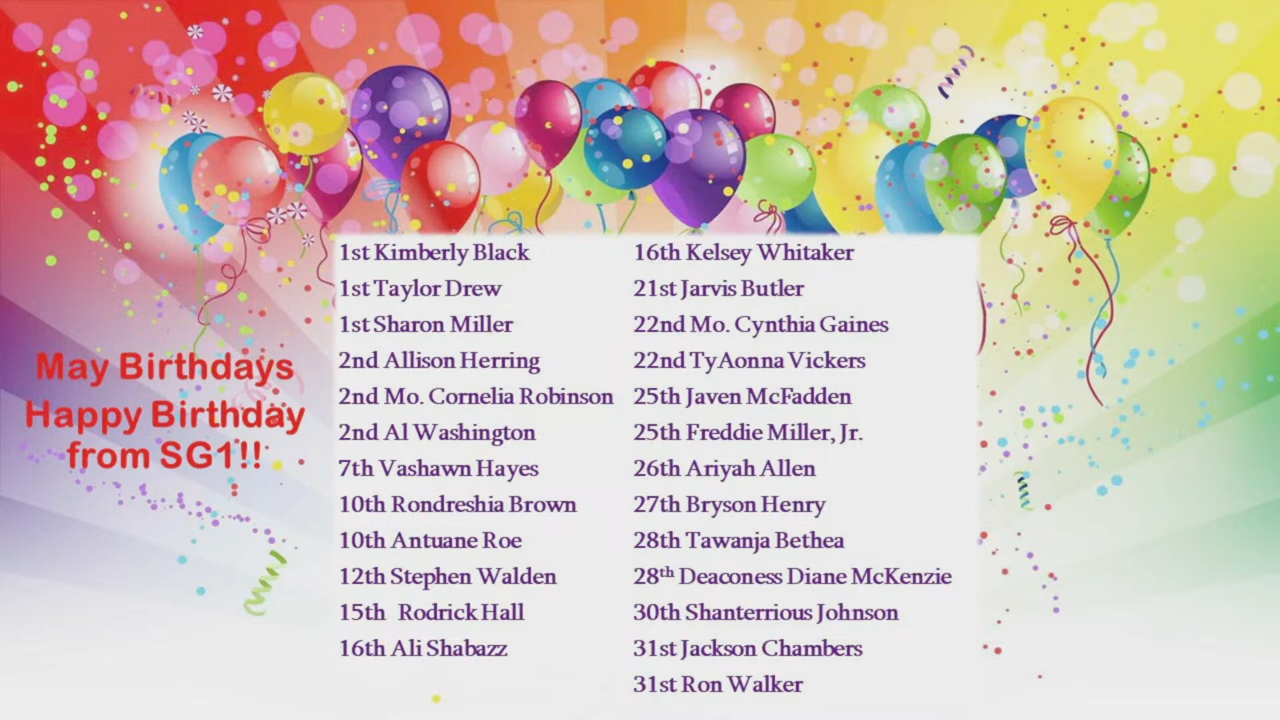 May Birthdays
Happy Birthday
from SG1!!
1st Kimberly Black
1st Taylor Drew
1st Sharon Miller
2nd Allison Herring
2nd Mo. Cornelia Robinson
2nd Al Washington
7th Vashawn Hayes
10th Rondreshia Brown
10th Antuane Roe
12th Stephen Walden
15th Rodrick Hall
16th Ali Shabazz
16th Kelsey Whitaker
21st Jarvis Butler
22nd Mo. Cynthia Gaines
22nd TyAonna Vickers
25th Javen McFadden
25th Freddie Miller, Jr.
26th Ariyah Allen
27th Bryson Henry
28th Tawanja Bethea
28th Deaconess Diane McKenzie
30th Shanterrious Johnson
31st Jackson Chambers
31st Ron Walker